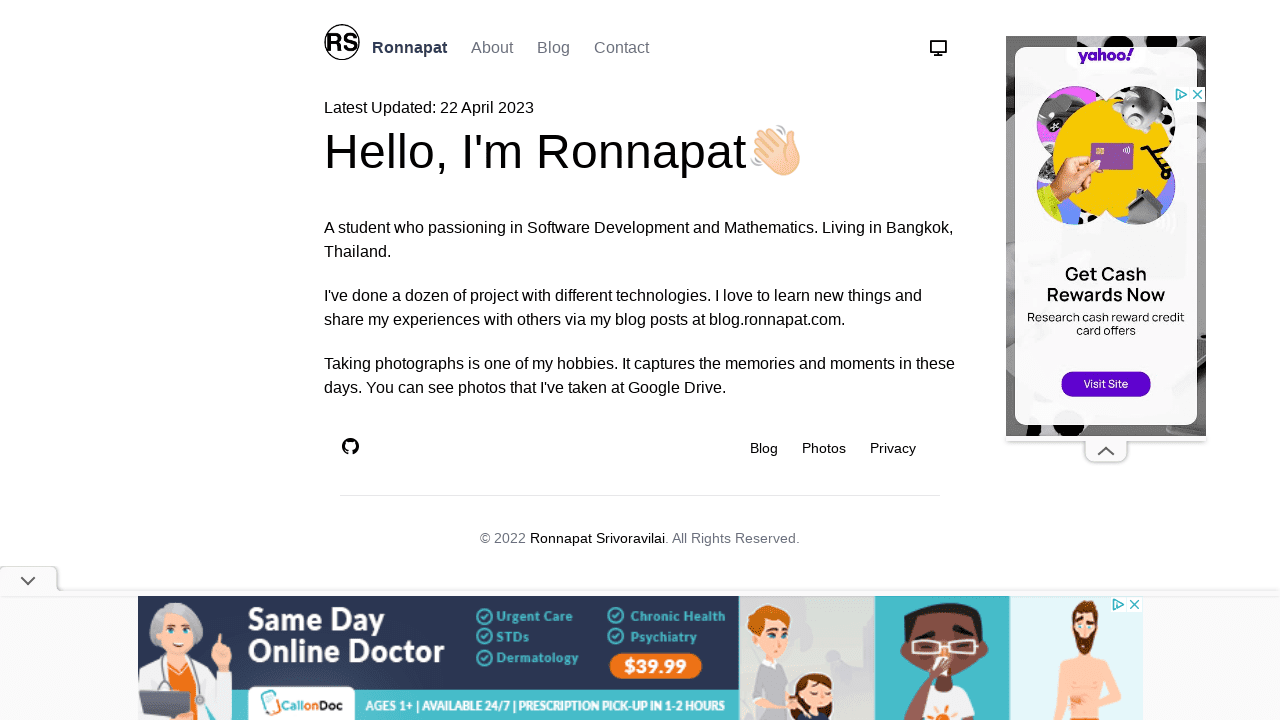 RS
Ronnapat
About
Blog
Contact
Latest Updated: 22 April 2023
Hello, I'm Ronnapat👋🏻
A student who passioning in Software Development and Mathematics. Living in Bangkok,
Thailand.
I've done a dozen of project with different technologies. I love to learn new things and
share my experiences with others via my blog posts at blog.ronnapat.com.
Taking photographs is one of my hobbies. It captures the memories and moments in these
days. You can see photos that I've taken at Google Drive.
Blog
Photos
Privacy
© 2022 Ronnapat Srivoravilai. All Rights Reserved.
yahoo!
Get Cash
Rewards Now
Research cash reward credit
card offers
Visit Site
Same Day
Online Doctor
Urgent Care
STDs
Dermatology
Chronic Health
Psychiatry
$39.99
CallonDoc
AGES 1+ | AVAILABLE 24/7 | PRESCRIPTION PICK-UP IN 1-2 HOURS